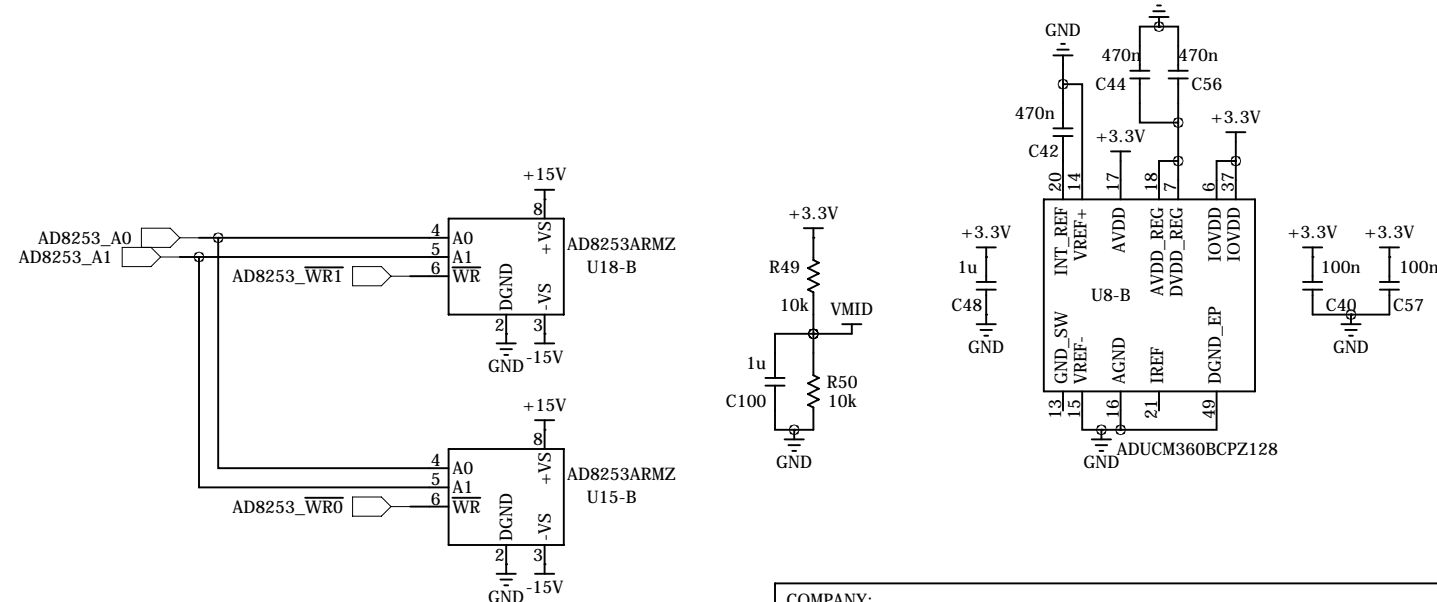 GND
470n 470n
C44 C56
470n
C42
+3.3V
+3.3V
20 14 17 18 7 6 37
INT_REF
VREF+
AVDD
AVDD_REG
DVDD_REG
IOVDD
IOVDD
U8-B
GND_SW
VREF-
AGND
IREF
DGND_EP
13 15 16 21 49
GND
ADUCM360BCPZ128
+3.3V
1u
C48
GND
+3.3V +3.3V
100n 100n
C40 C57
GND
+15V
8
AD8253_A0
AD8253_A1
AD8253_WR1
4 A0
5 A1
6 WR
+VS
DGND
-VS
AD8253ARMZ
U18-B
2 3
GND -15V
+15V
8
AD8253_WR0
4 A0
5 A1
6 WR
+VS
DGND
-VS
AD8253ARMZ
U15-B
2 3
GND -15V
+3.3V
R49
10k
VMID
1u
C100
R50
10k
GND
COMPANY: